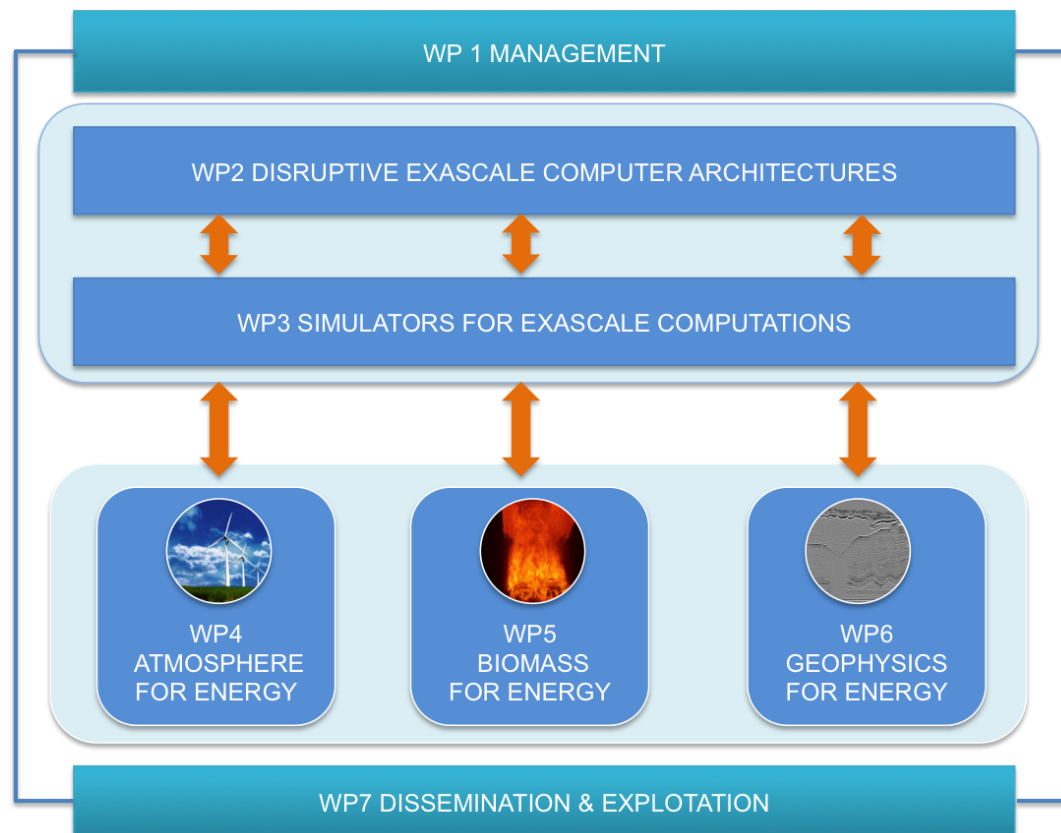 WP 1 MANAGEMENT
WP2 DISRUPTIVE EXASCALE COMPUTER ARCHITECTURES
WP3 SIMULATORS FOR EXASCALE COMPUTATIONS
WP4
ATMOSPHERE
FOR ENERGY
WP5
BIOMASS
FOR ENERGY
WP6
GEOPHYSICS
FOR ENERGY
WP7 DISSEMINATION & EXPLOTATION